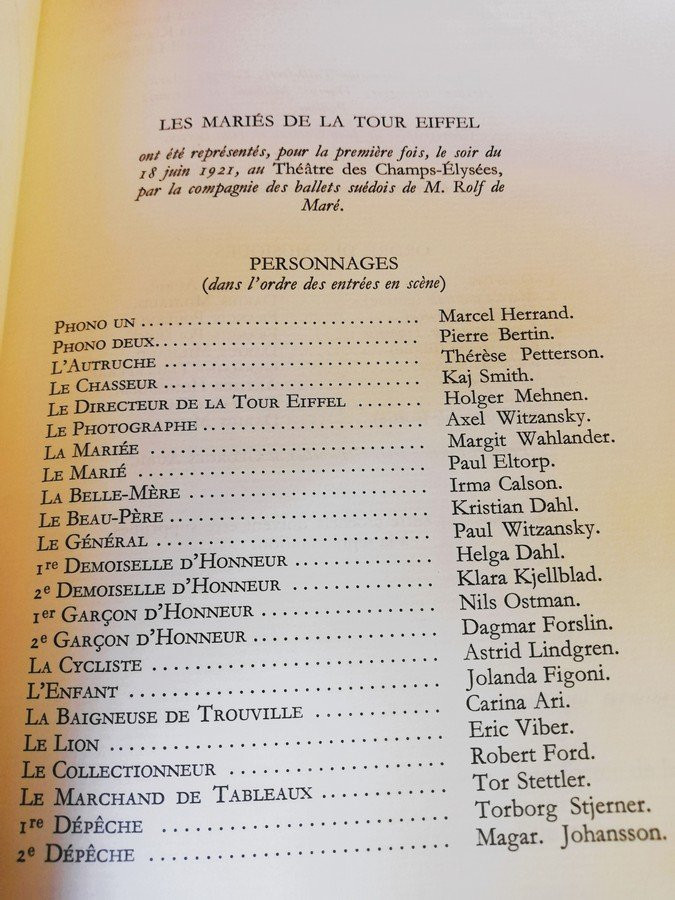 LES MARIÉS DE LA TOUR EIFFEL
ont été représentés, pour la première fois, le soir du
18 juin 1921, au Théâtre des Champs-Élysées,
par la compagnie des ballets suédois de M. Rolf de
Maré.
PERSONNAGES
(dans l'ordre des entrées en scène)
PHONO UN .............................. Marcel Herrand.
PHONO DEUX............................ Pierre Bertin.
L'AUTRUCHE ............................ Thérèse Petterson.
LE CHASSEUR ............................ Kaj Smith.
LE DIRECTEUR DE LA TOUR EIFFEL ....... Holger Mehnen.
LE PHOTOGRAPHE ........................ Axel Witzansky.
LA MARIÉE .............................. Margit Wahlander.
LE MARIÉ ............................... Paul Eltorp.
LA BELLE-MÈRE .......................... Irma Calson.
LE BEAU-PÈRE ............................ Kristian Dahl.
LE GÉNÉRAL .............................. Paul Witzansky.
1re DEMOISELLE D'HONNEUR ............... Helga Dahl.
2e DEMOISELLE D'HONNEUR ................ Klara Kjellblad.
1er GARÇON D'HONNEUR ................... Nils Ostman.
2e GARÇON D'HONNEUR .................... Dagmar Forslin.
LA CYCLISTE ............................. Astrid Lindgren.
L'ENFANT ................................ Jolanda Figoni.
LA BAIGNEUSE DE TROUVILLE ............ Carina Ari.
LE LION ................................. Eric Viber.
LE COLLECTIONNEUR ..................... Robert Ford.
LE MARCHAND DE TABLEAUX ............ Tor Stettler.
1re DÉPÊCHE ............................ Torborg Stjerner.
2e DÉPÊCHE ............................. Magar. Johansson.